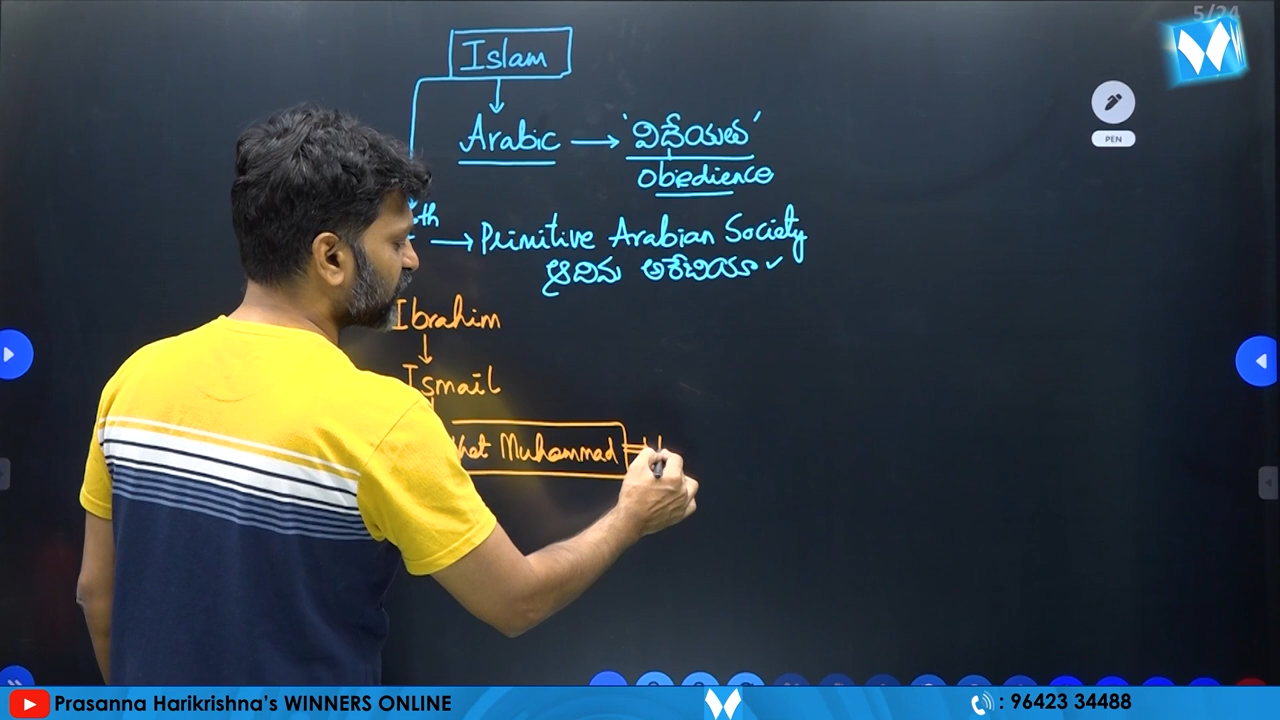 5/24
Islam
Arabic → 'విధేయత'
Obedience
→ Primitive Arabian Society
ఆదిమ అరేబియా ✓
Ibrahim
Ismail
Muhammad
PEN
Prasanna Harikrishna's WINNERS ONLINE
: 96423 34488